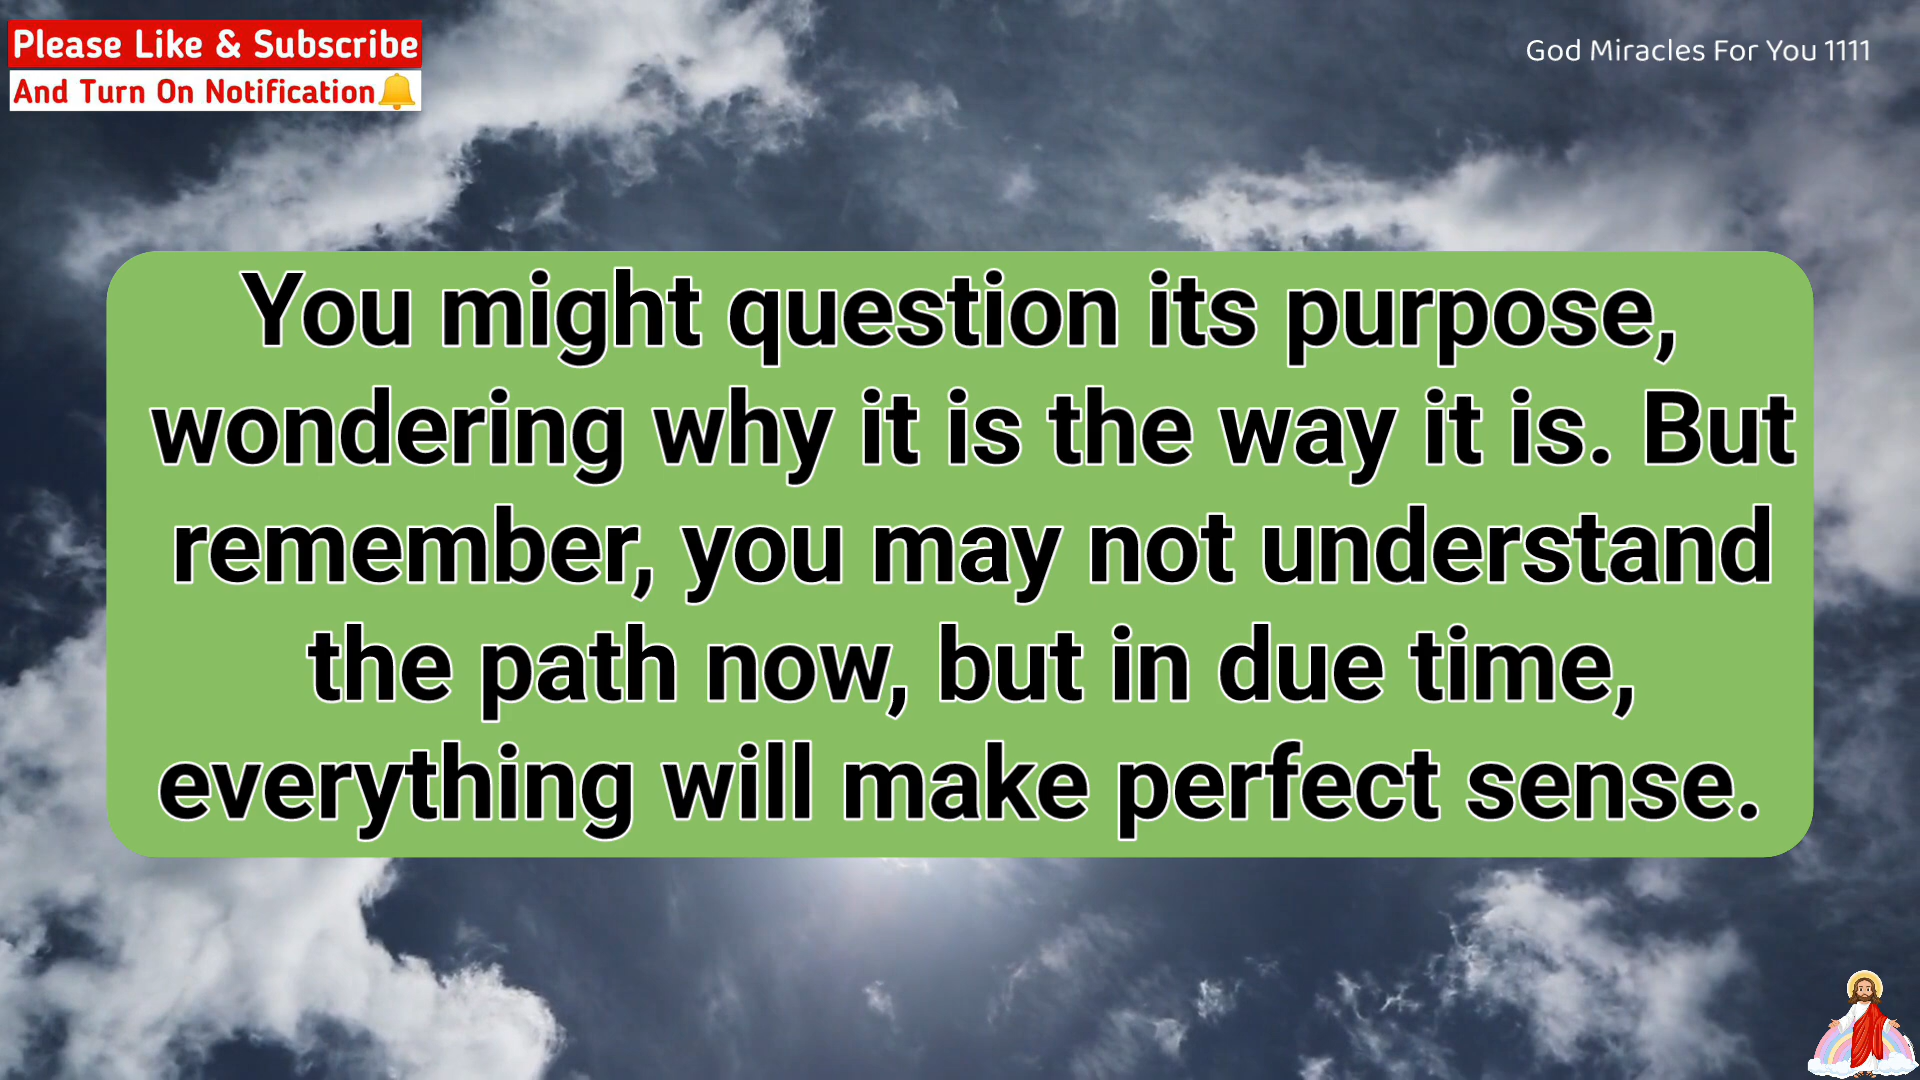 Please Like & Subscribe
And Turn On Notification🔔
God Miracles For You 1111
You might question its purpose,
wondering why it is the way it is. But
remember, you may not understand
the path now, but in due time,
everything will make perfect sense.